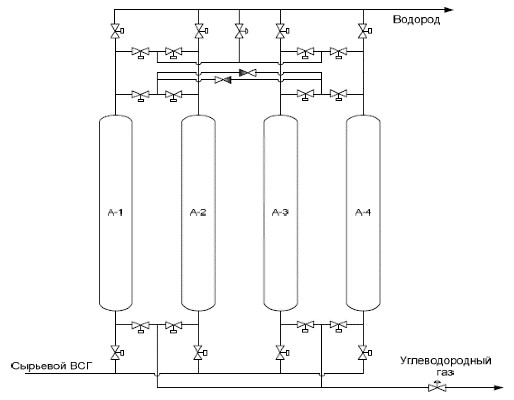 Водород
А-1
А-2
А-3
А-4
Сырьевой ВСГ
Углеводородный
газ